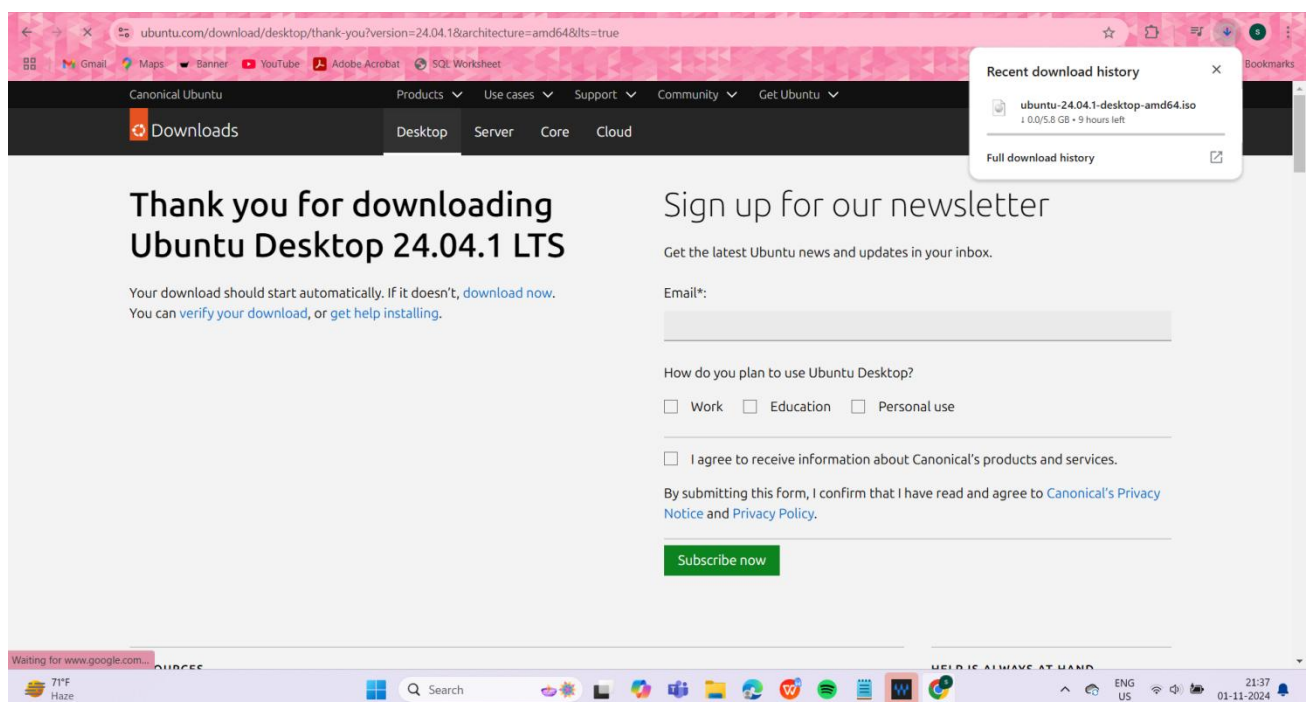 ubuntu.com/download/desktop/thank-you?version=24.04.1&architecture=amd64&lts=true
Gmail Maps Banner YouTube Adobe Acrobat SQL Worksheet Bookmarks
Recent download history
ubuntu-24.04.1-desktop-amd64.iso
↓ 0.0/5.8 GB • 9 hours left
Full download history
Canonical Ubuntu Products Use cases Support Community Get Ubuntu
Downloads Desktop Server Core Cloud
Thank you for downloading
Ubuntu Desktop 24.04.1 LTS
Your download should start automatically. If it doesn't, download now.
You can verify your download, or get help installing.
Sign up for our newsletter
Get the latest Ubuntu news and updates in your inbox.
Email*:
How do you plan to use Ubuntu Desktop?
Work Education Personal use
I agree to receive information about Canonical's products and services.
By submitting this form, I confirm that I have read and agree to Canonical's Privacy
Notice and Privacy Policy.
Subscribe now
Waiting for www.google.com...
HELP IS ALWAYS AT HAND
71°F
Haze
Search
ENG
US
21:37
01-11-2024